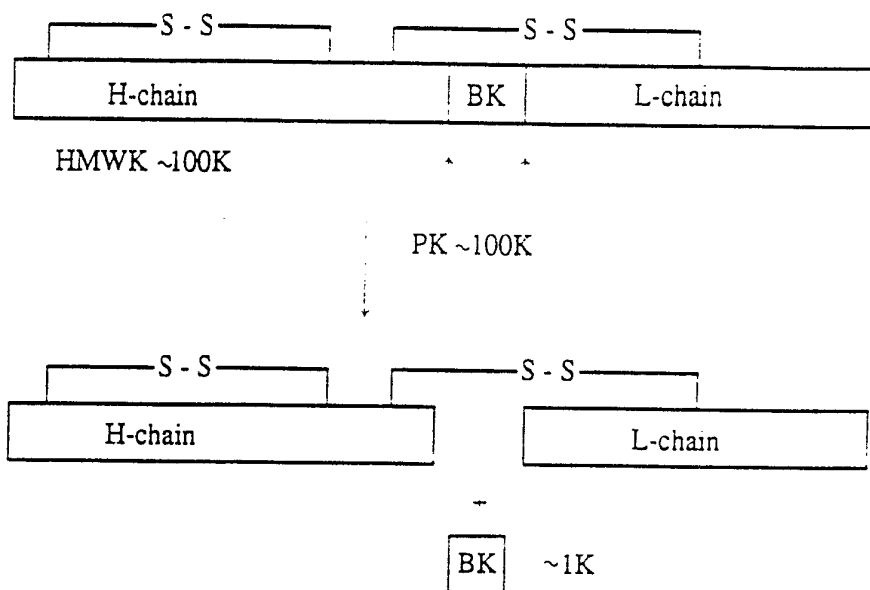 S - S S - S
H-chain BK L-chain
HMWK ~100K
PK ~100K
S - S S - S
H-chain L-chain
+
BK ~1K